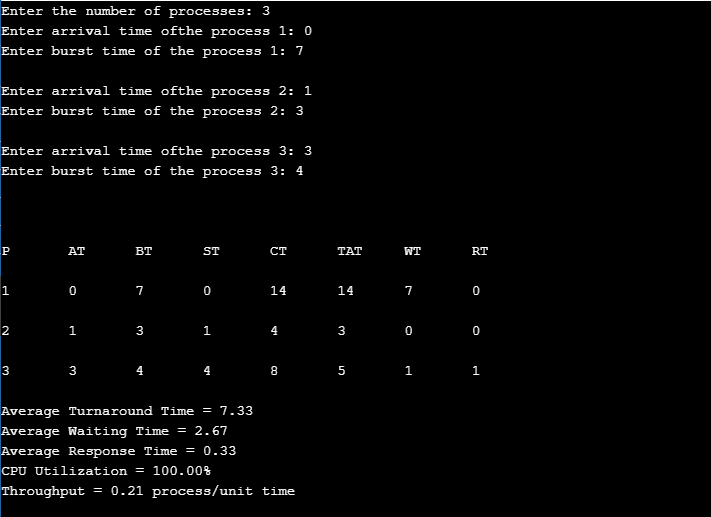 Enter the number of processes: 3
Enter arrival time ofthe process 1: 0
Enter burst time of the process 1: 7
Enter arrival time ofthe process 2: 1
Enter burst time of the process 2: 3
Enter arrival time ofthe process 3: 3
Enter burst time of the process 3: 4
P AT BT ST CT TAT WT RT
1 0 7 0 14 14 7 0
2 1 3 1 4 3 0 0
3 3 4 4 8 5 1 1
Average Turnaround Time = 7.33
Average Waiting Time = 2.67
Average Response Time = 0.33
CPU Utilization = 100.00%
Throughput = 0.21 process/unit time